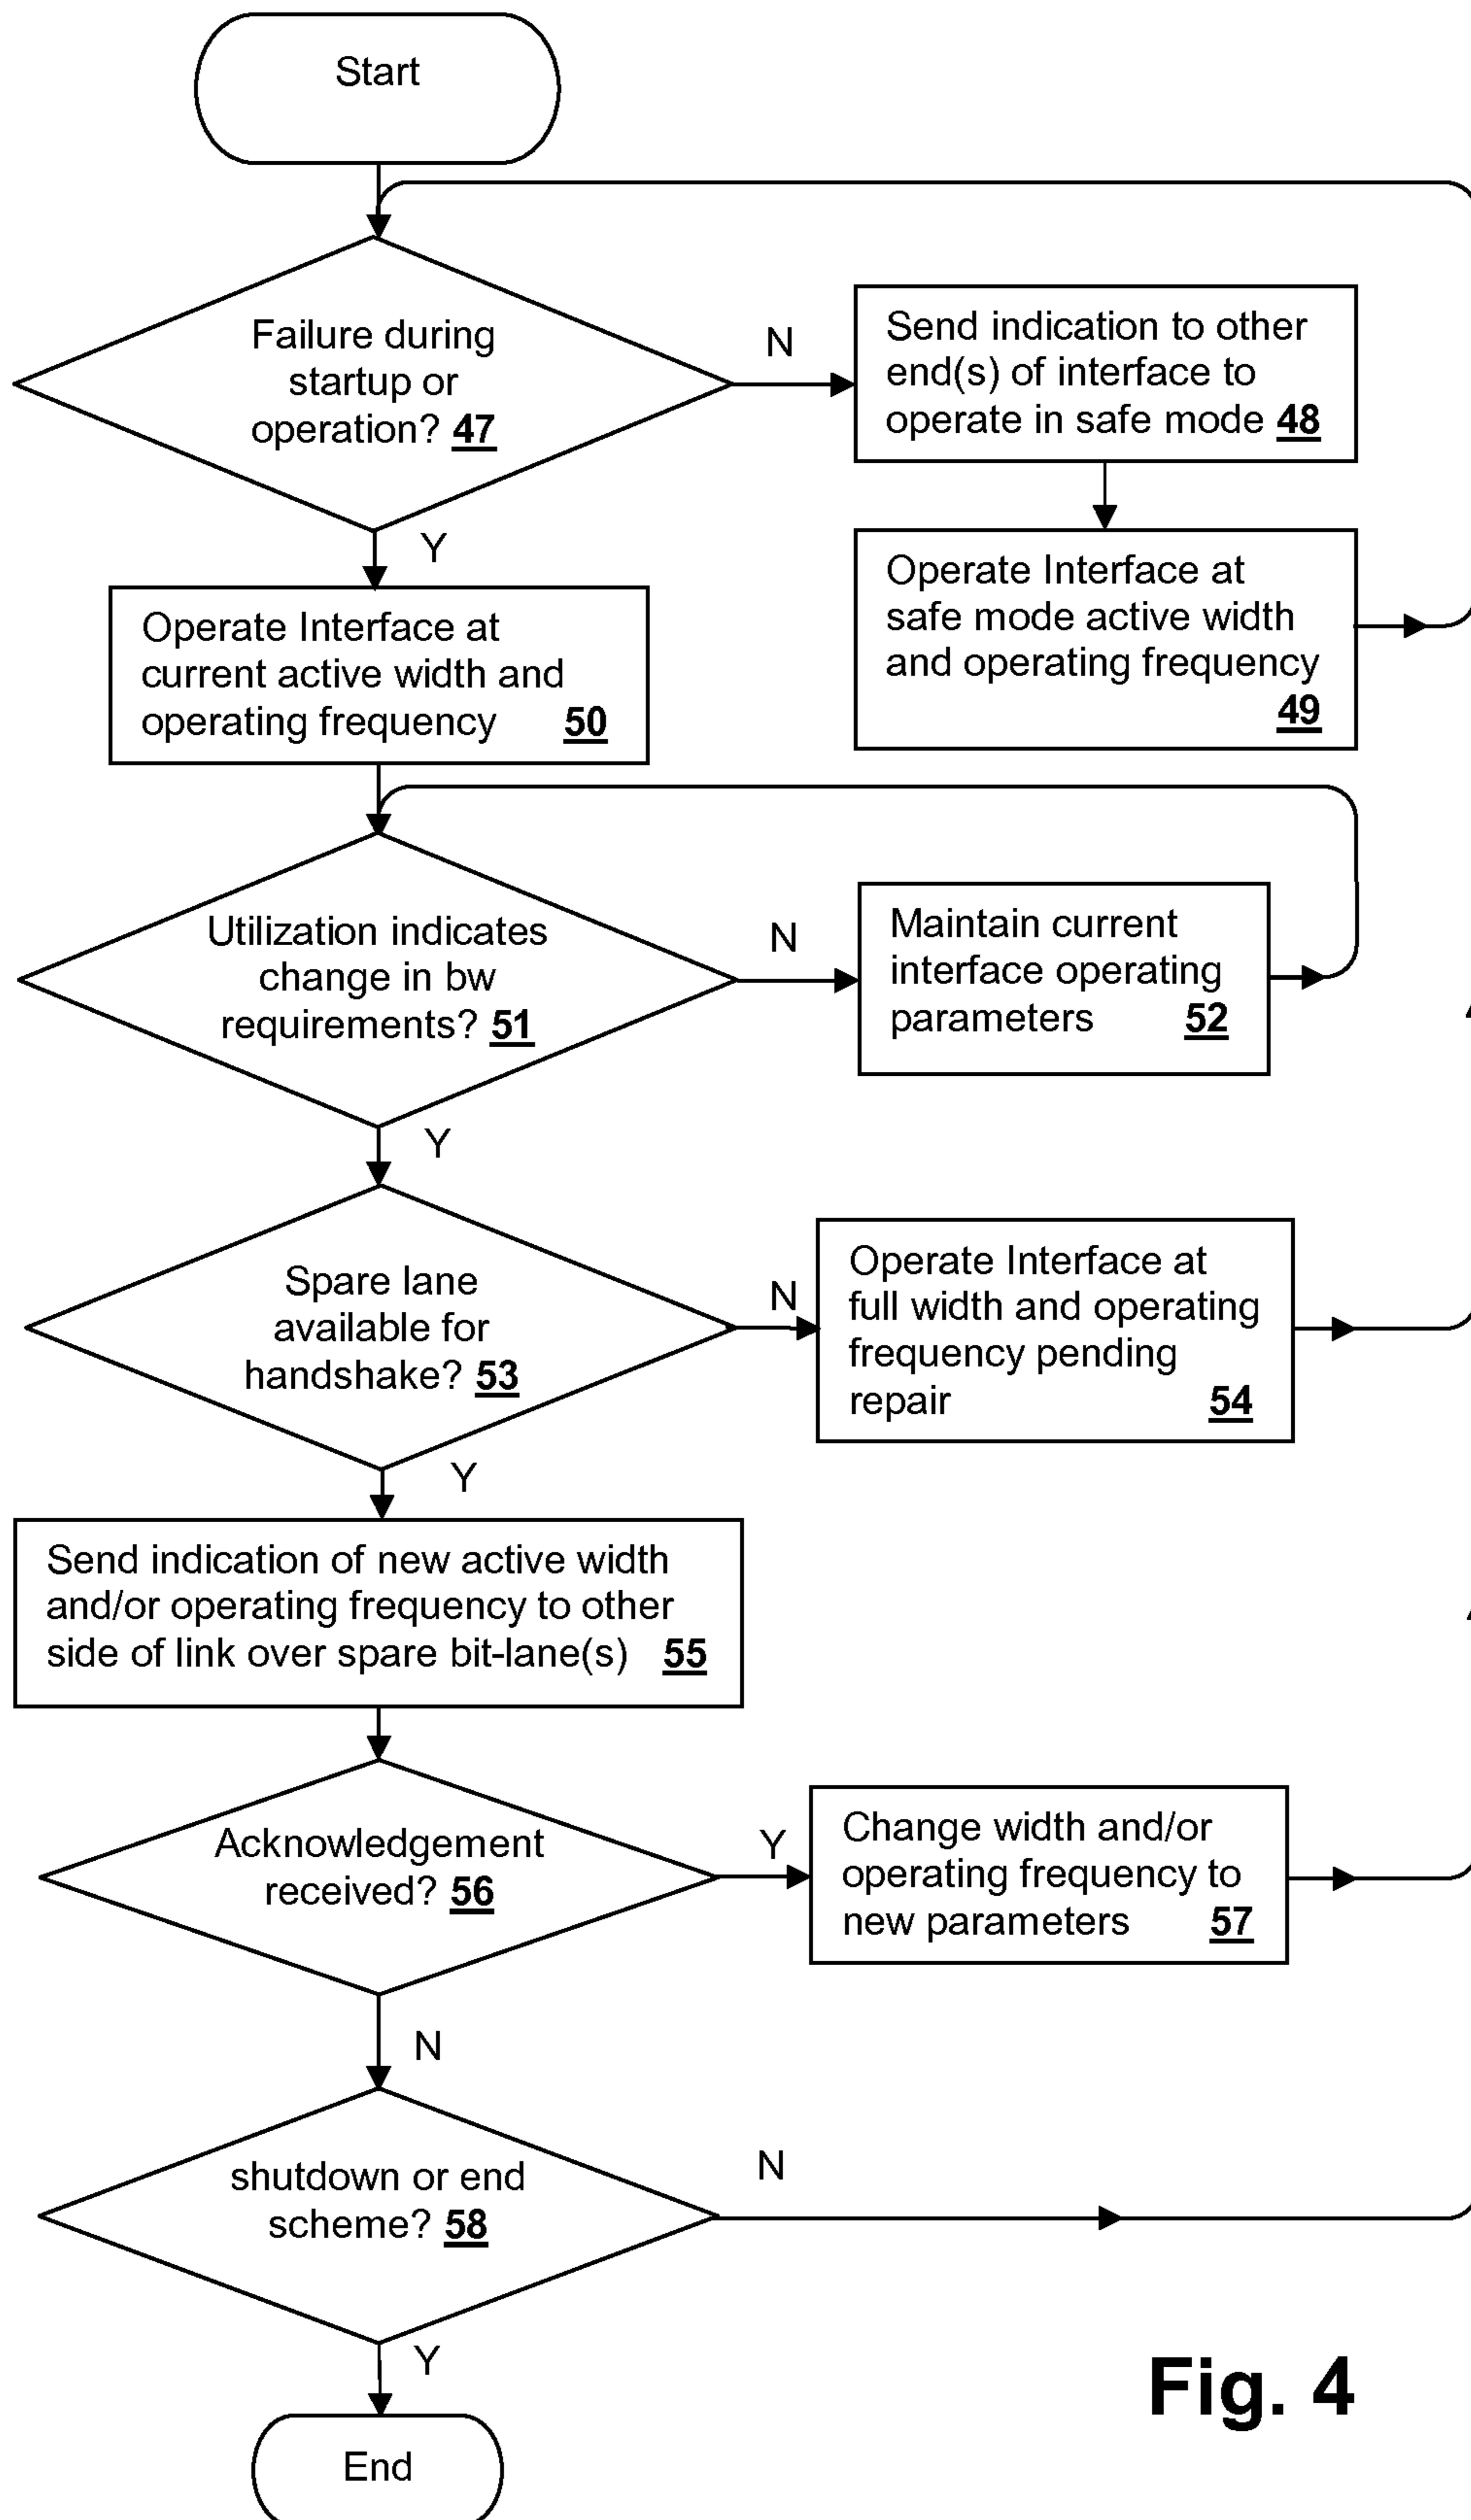 Start
Failure during
startup or
operation? 47
N
Send indication to other
end(s) of interface to
operate in safe mode 48
Y
Operate Interface at
safe mode active width
and operating frequency
49
Operate Interface at
current active width and
operating frequency 50
Utilization indicates
change in bw
requirements? 51
N
Maintain current
interface operating
parameters 52
Y
Spare lane
available for
handshake? 53
N
Operate Interface at
full width and operating
frequency pending
repair 54
Y
Send indication of new active width
and/or operating frequency to other
side of link over spare bit-lane(s) 55
Acknowledgement
received? 56
Y
Change width and/or
operating frequency to
new parameters 57
N
shutdown or end
scheme? 58
N
Y
End
Fig. 4